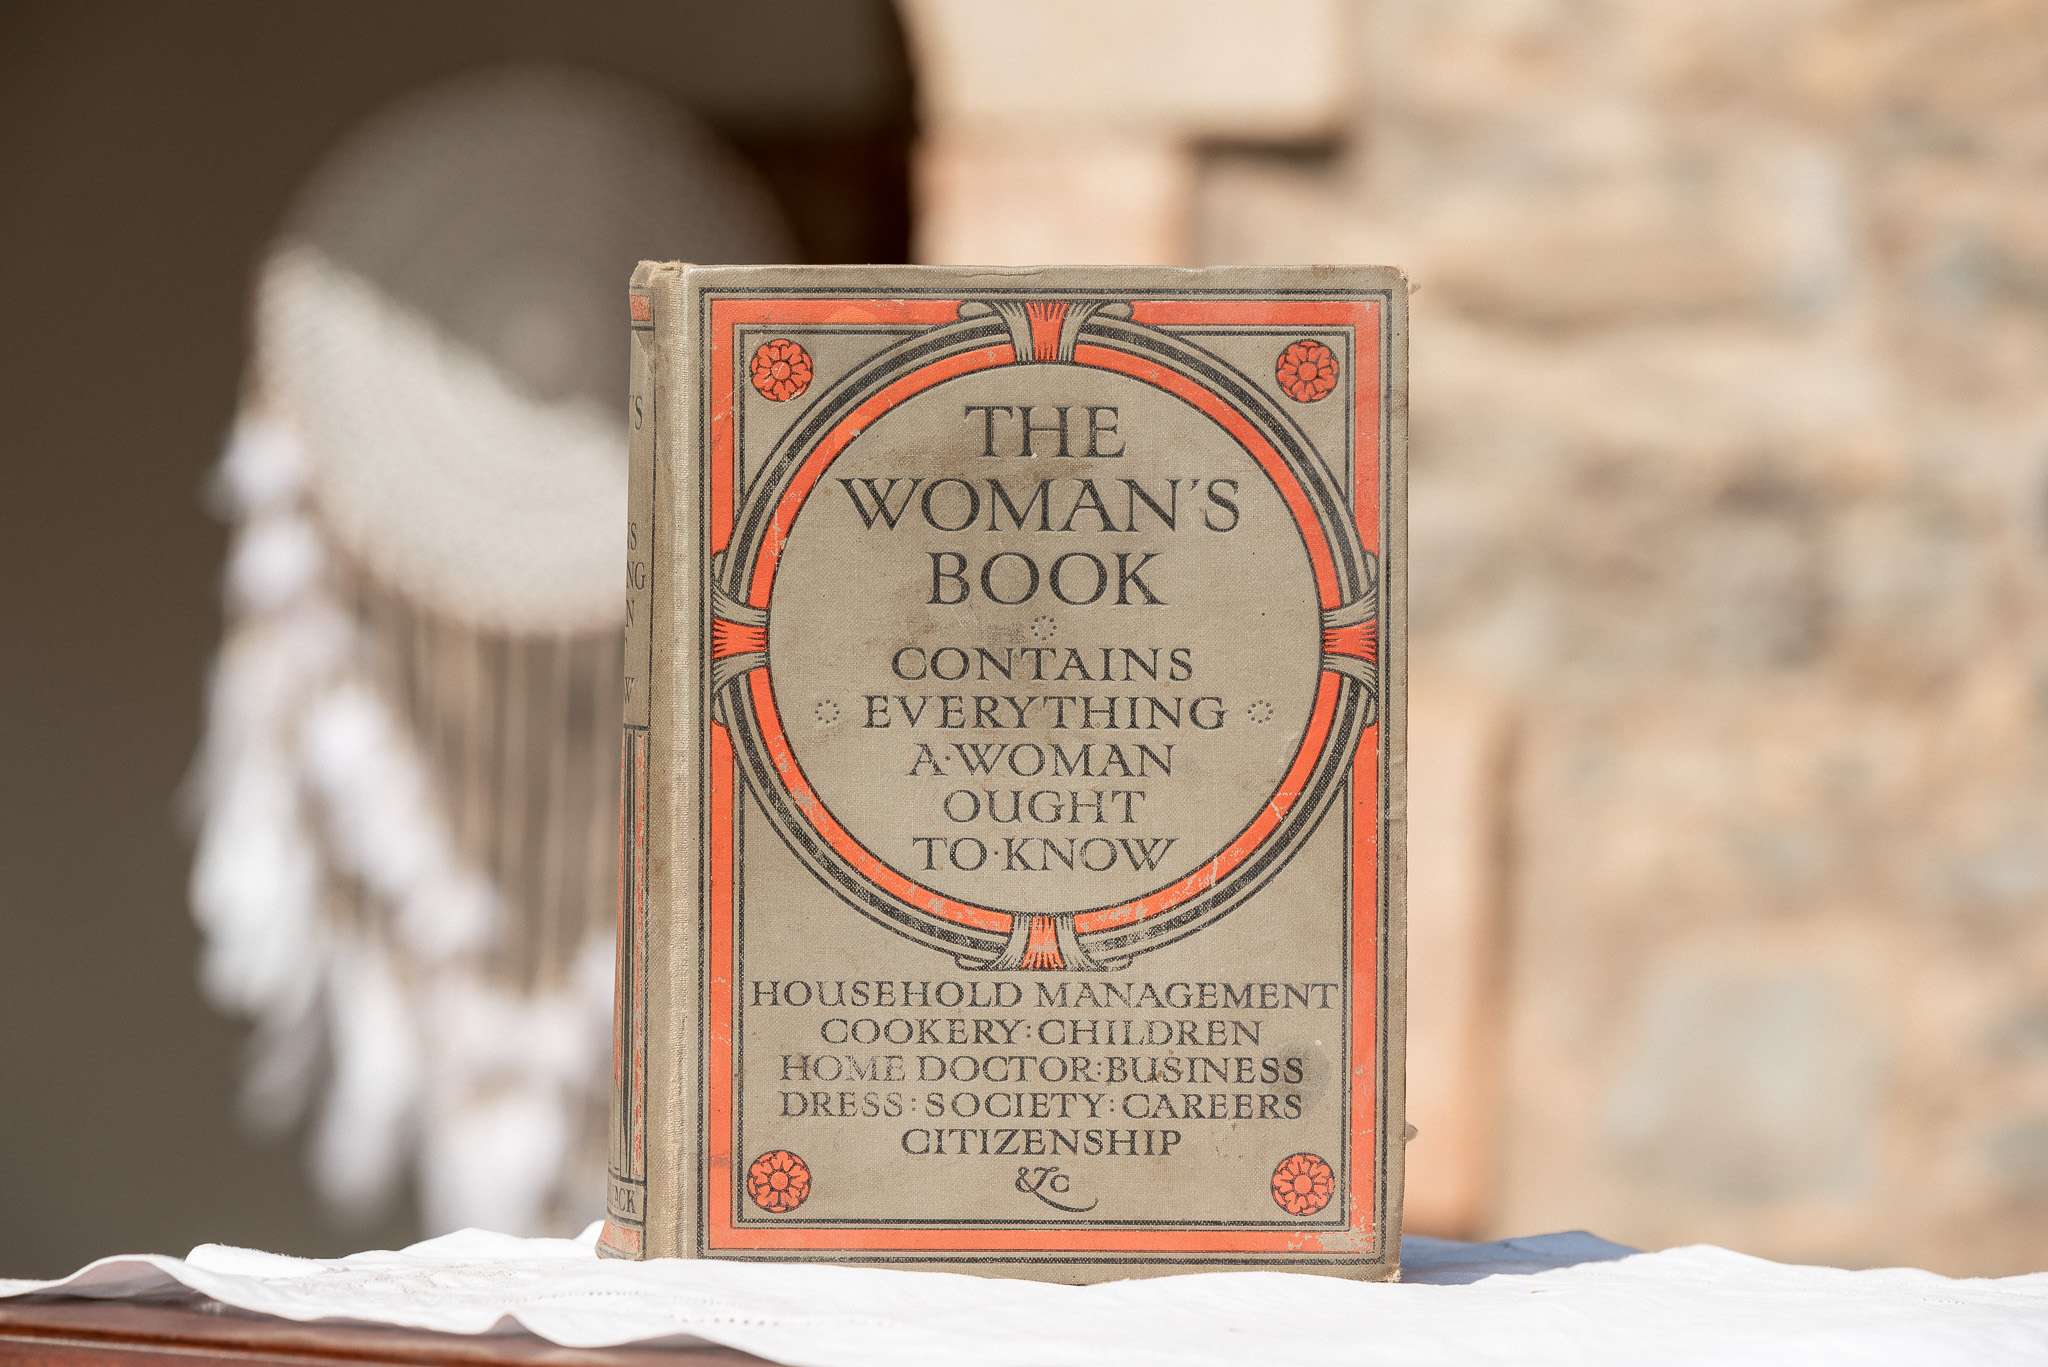 THE
WOMAN'S
BOOK
CONTAINS
EVERYTHING
A·WOMAN
OUGHT
TO·KNOW
HOUSEHOLD MANAGEMENT
COOKERY:CHILDREN
HOME DOCTOR:BUSINESS
DRESS:SOCIETY:CAREERS
CITIZENSHIP
&c